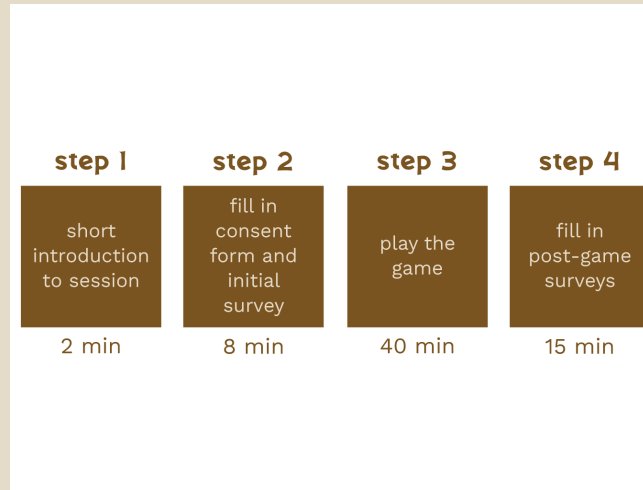 step 1
short
introduction
to session
2 min
step 2
fill in
consent
form and
initial
survey
8 min
step 3
play the
game
40 min
step 4
fill in
post-game
surveys
15 min